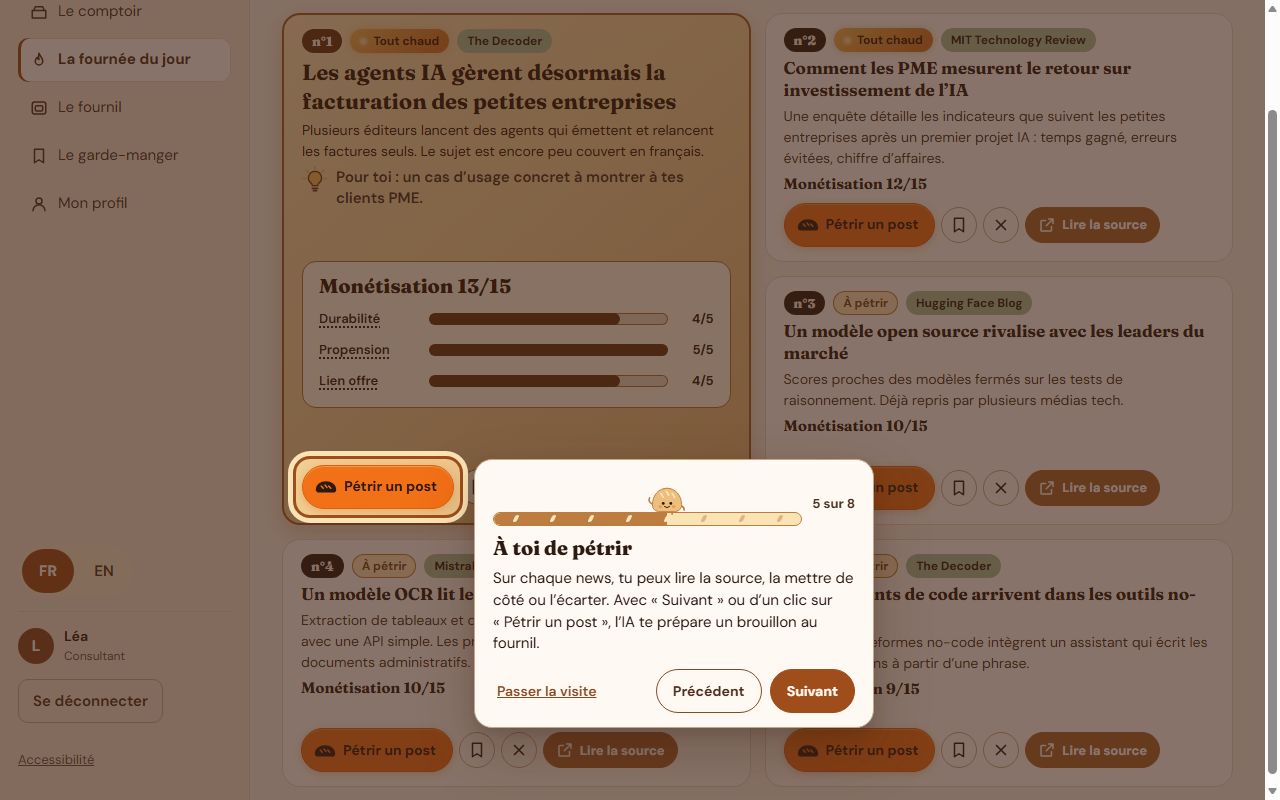 Le comptoir
La fournée du jour
Le fournil
Le garde-manger
Mon profil
FR
EN
L
Léa
Consultant
Se déconnecter
Accessibilité
n°1
Tout chaud
The Decoder
Les agents IA gèrent désormais la
facturation des petites entreprises
Plusieurs éditeurs lancent des agents qui émettent et relancent
les factures seuls. Le sujet est encore peu couvert en français.
Pour toi : un cas d'usage concret à montrer à tes
clients PME.
Monétisation 13/15
Durabilité
4/5
Propension
5/5
Lien offre
4/5
Pétrir un post
n°2
Tout chaud
MIT Technology Review
Comment les PME mesurent le retour sur
investissement de l'IA
Une enquête détaille les indicateurs que suivent les petites
entreprises après un premier projet IA : temps gagné, erreurs
évitées, chiffre d'affaires.
Monétisation 12/15
Pétrir un post
Lire la source
n°3
À pétrir
Hugging Face Blog
Un modèle open source rivalise avec les leaders du
marché
Scores proches des modèles fermés sur les tests de
raisonnement. Déjà repris par plusieurs médias tech.
Monétisation 10/15
post
Lire la source
5 sur 8
À toi de pétrir
Sur chaque news, tu peux lire la source, la mettre de
côté ou l'écarter. Avec « Suivant » ou d'un clic sur
« Pétrir un post », l'IA te prépare un brouillon au
fournil.
Passer la visite
Précédent
Suivant
n°4
À pétrir
Un modèle OCR lit le
Extraction de tableaux et
avec une API simple. Les
documents administratifs.
Monétisation 10/15
Pétrir un post
Lire la source
The Decoder
de code arrivent dans les outils no-
no-code intègrent un assistant qui écrit les
à partir d'une phrase.
9/15
Pétrir un post
Lire la source